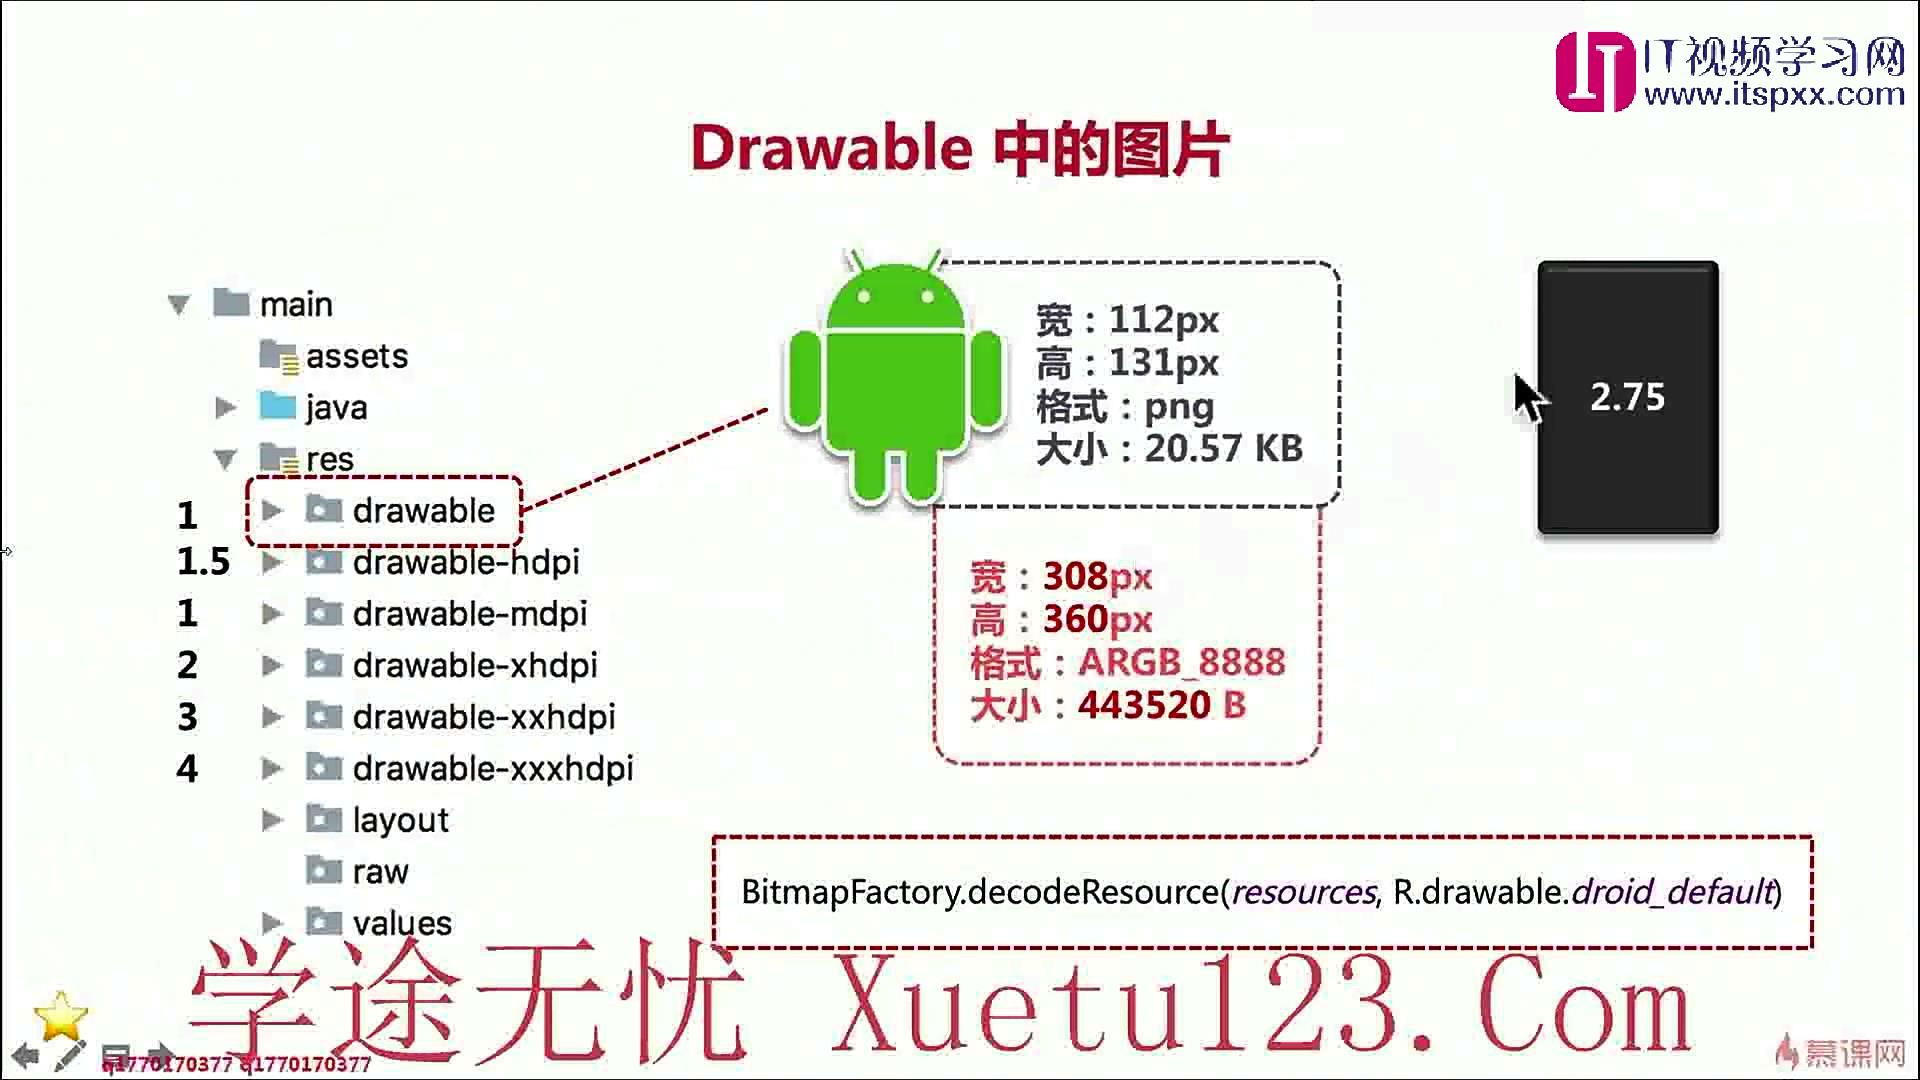 IT视频学习网
www.itspxx.com
Drawable 中的图片
main
assets
java
res
1 drawable
1.5 drawable-hdpi
1 drawable-mdpi
2 drawable-xhdpi
3 drawable-xxhdpi
4 drawable-xxxhdpi
layout
raw
values
宽：112px
高：131px
格式：png
大小：20.57 KB
宽：308px
高：360px
格式：ARGB_8888
大小：443520 B
2.75
BitmapFactory.decodeResource(resources, R.drawable.droid_default)
学途无忧 Xuetu123.Com
q1770170377 q1770170377
慕课网